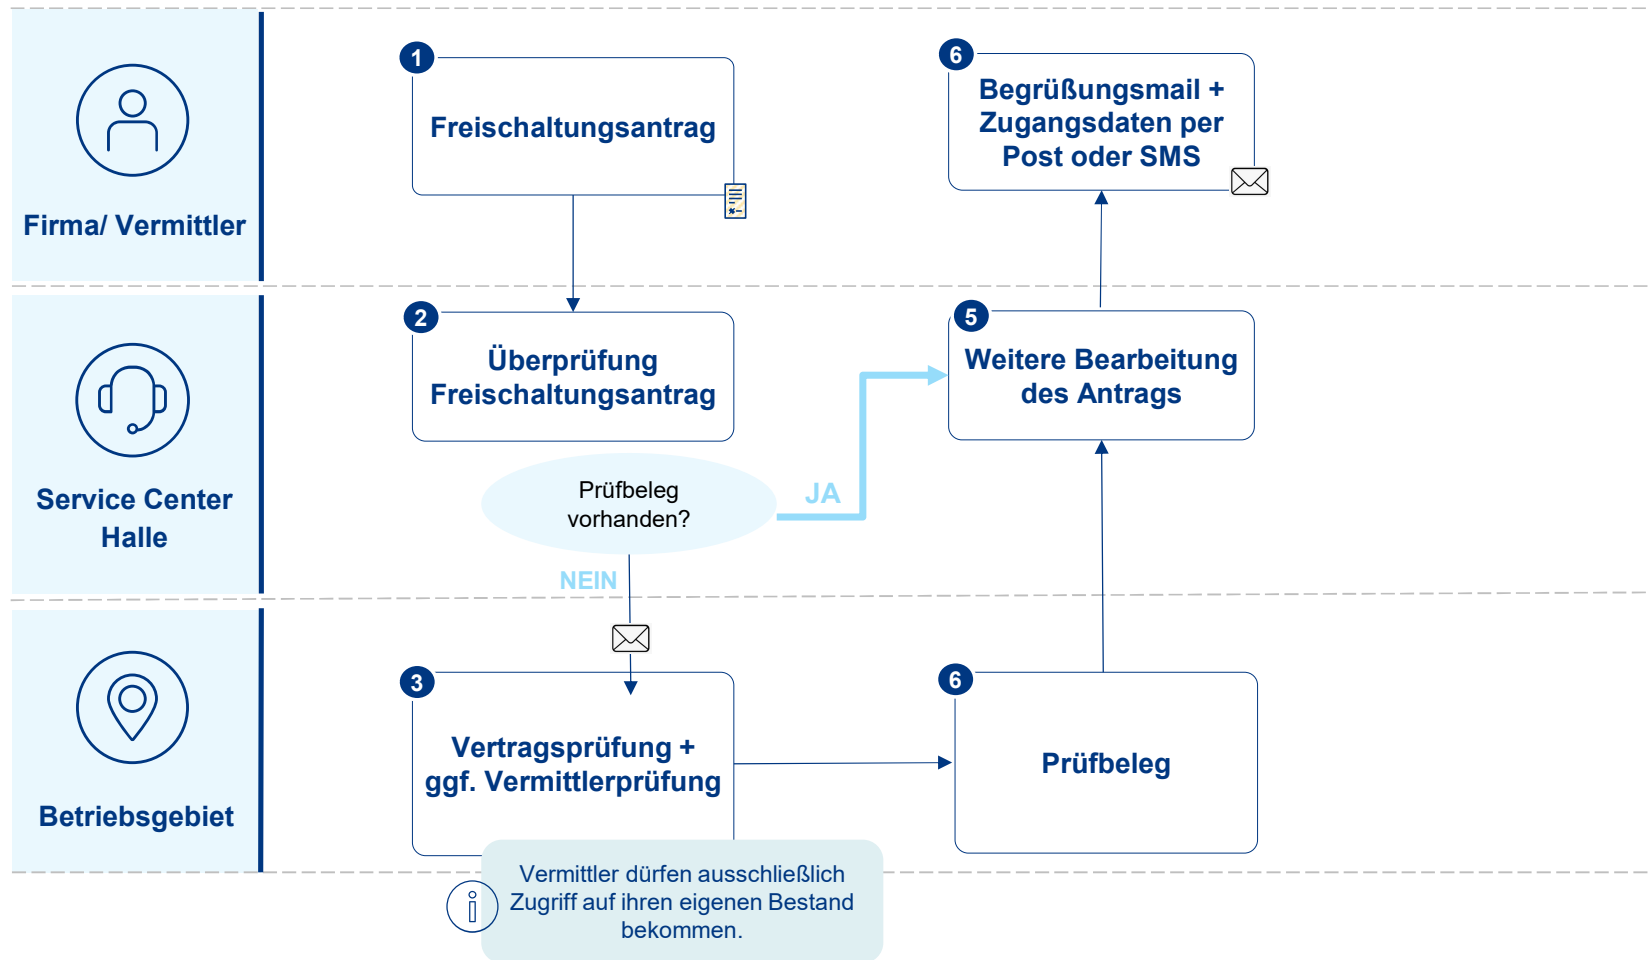 Firma/ Vermittler
1
Freischaltungsantrag
6
Begrüßungsmail +
Zugangsdaten per
Post oder SMS
Service Center
Halle
2
Überprüfung
Freischaltungsantrag
5
Weitere Bearbeitung
des Antrags
Prüfbeleg
vorhanden?
JA
NEIN
Betriebsgebiet
3
Vertragsprüfung +
ggf. Vermittlerprüfung
6
Prüfbeleg
Vermittler dürfen ausschließlich
Zugriff auf ihren eigenen Bestand
bekommen.